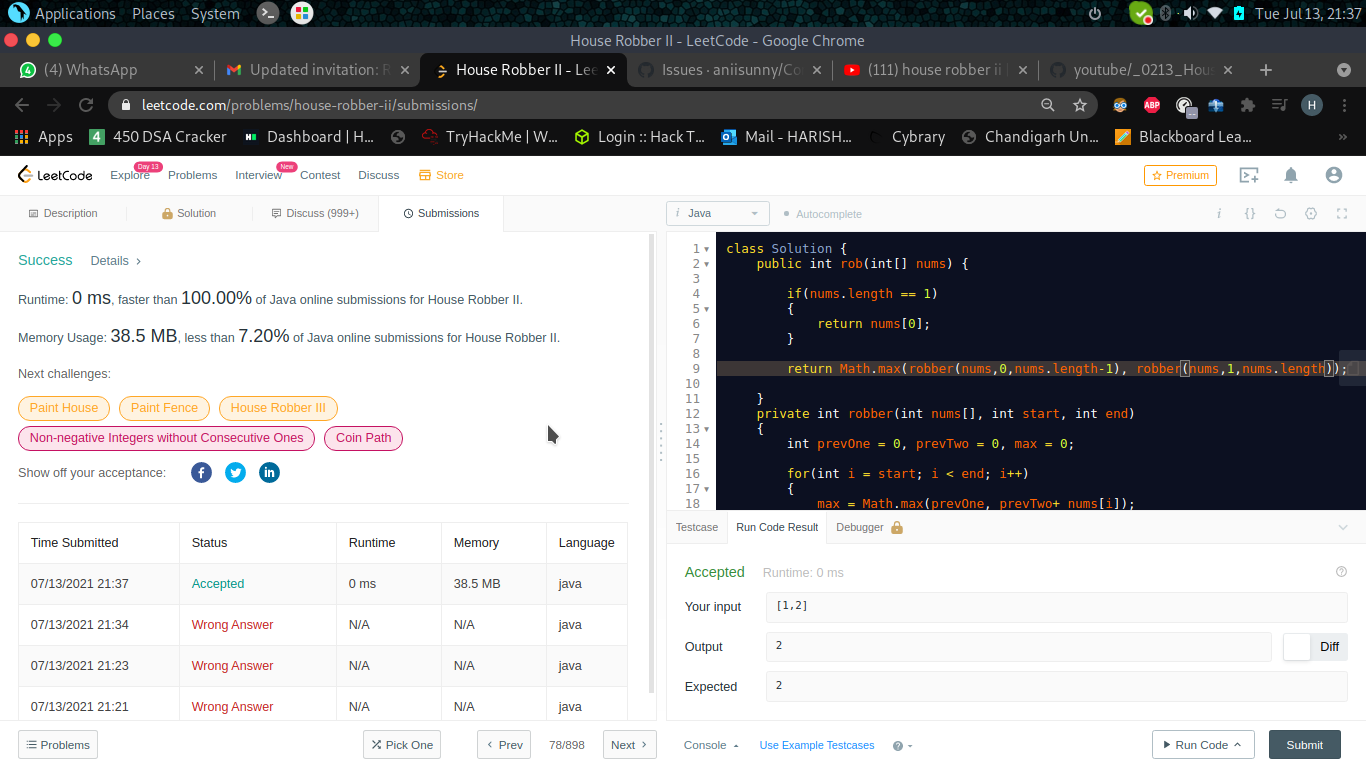 Applications Places System Tue Jul 13, 21:37
House Robber II - LeetCode - Google Chrome
(4) WhatsApp Updated invitation: R House Robber II - Lee Issues · aniisunny/Co (111) house robber ii youtube/_0213_Hous
leetcode.com/problems/house-robber-ii/submissions/ ABP H
Apps 450 DSA Cracker Dashboard | H... TryHackMe | W... Login :: Hack T... Mail - HARISH... Cybrary Chandigarh Un... Blackboard Lea... »
LeetCode Explore Day 13 Problems Interview New Contest Discuss Store Premium
Description Solution Discuss (999+) Submissions
i Java Autocomplete i {}
Success Details >
Runtime: 0 ms, faster than 100.00% of Java online submissions for House Robber II.
Memory Usage: 38.5 MB, less than 7.20% of Java online submissions for House Robber II.
Next challenges:
Paint House Paint Fence House Robber III
Non-negative Integers without Consecutive Ones Coin Path
Show off your acceptance:
Time Submitted Status Runtime Memory Language
07/13/2021 21:37 Accepted 0 ms 38.5 MB java
07/13/2021 21:34 Wrong Answer N/A N/A java
07/13/2021 21:23 Wrong Answer N/A N/A java
07/13/2021 21:21 Wrong Answer N/A N/A java
1 class Solution {
2 public int rob(int[] nums) {
3
4 if(nums.length == 1)
5 {
6 return nums[0];
7 }
8
9 return Math.max(robber(nums,0,nums.length-1), robber(nums,1,nums.length));
10
11 }
12 private int robber(int nums[], int start, int end)
13 {
14 int prevOne = 0, prevTwo = 0, max = 0;
15
16 for(int i = start; i < end; i++)
17 {
18 max = Math.max(prevOne, prevTwo+ nums[i]);
Testcase Run Code Result Debugger
Accepted Runtime: 0 ms
Your input [1,2]
Output 2 Diff
Expected 2
Problems Pick One < Prev 78/898 Next > Console Use Example Testcases Run Code Submit